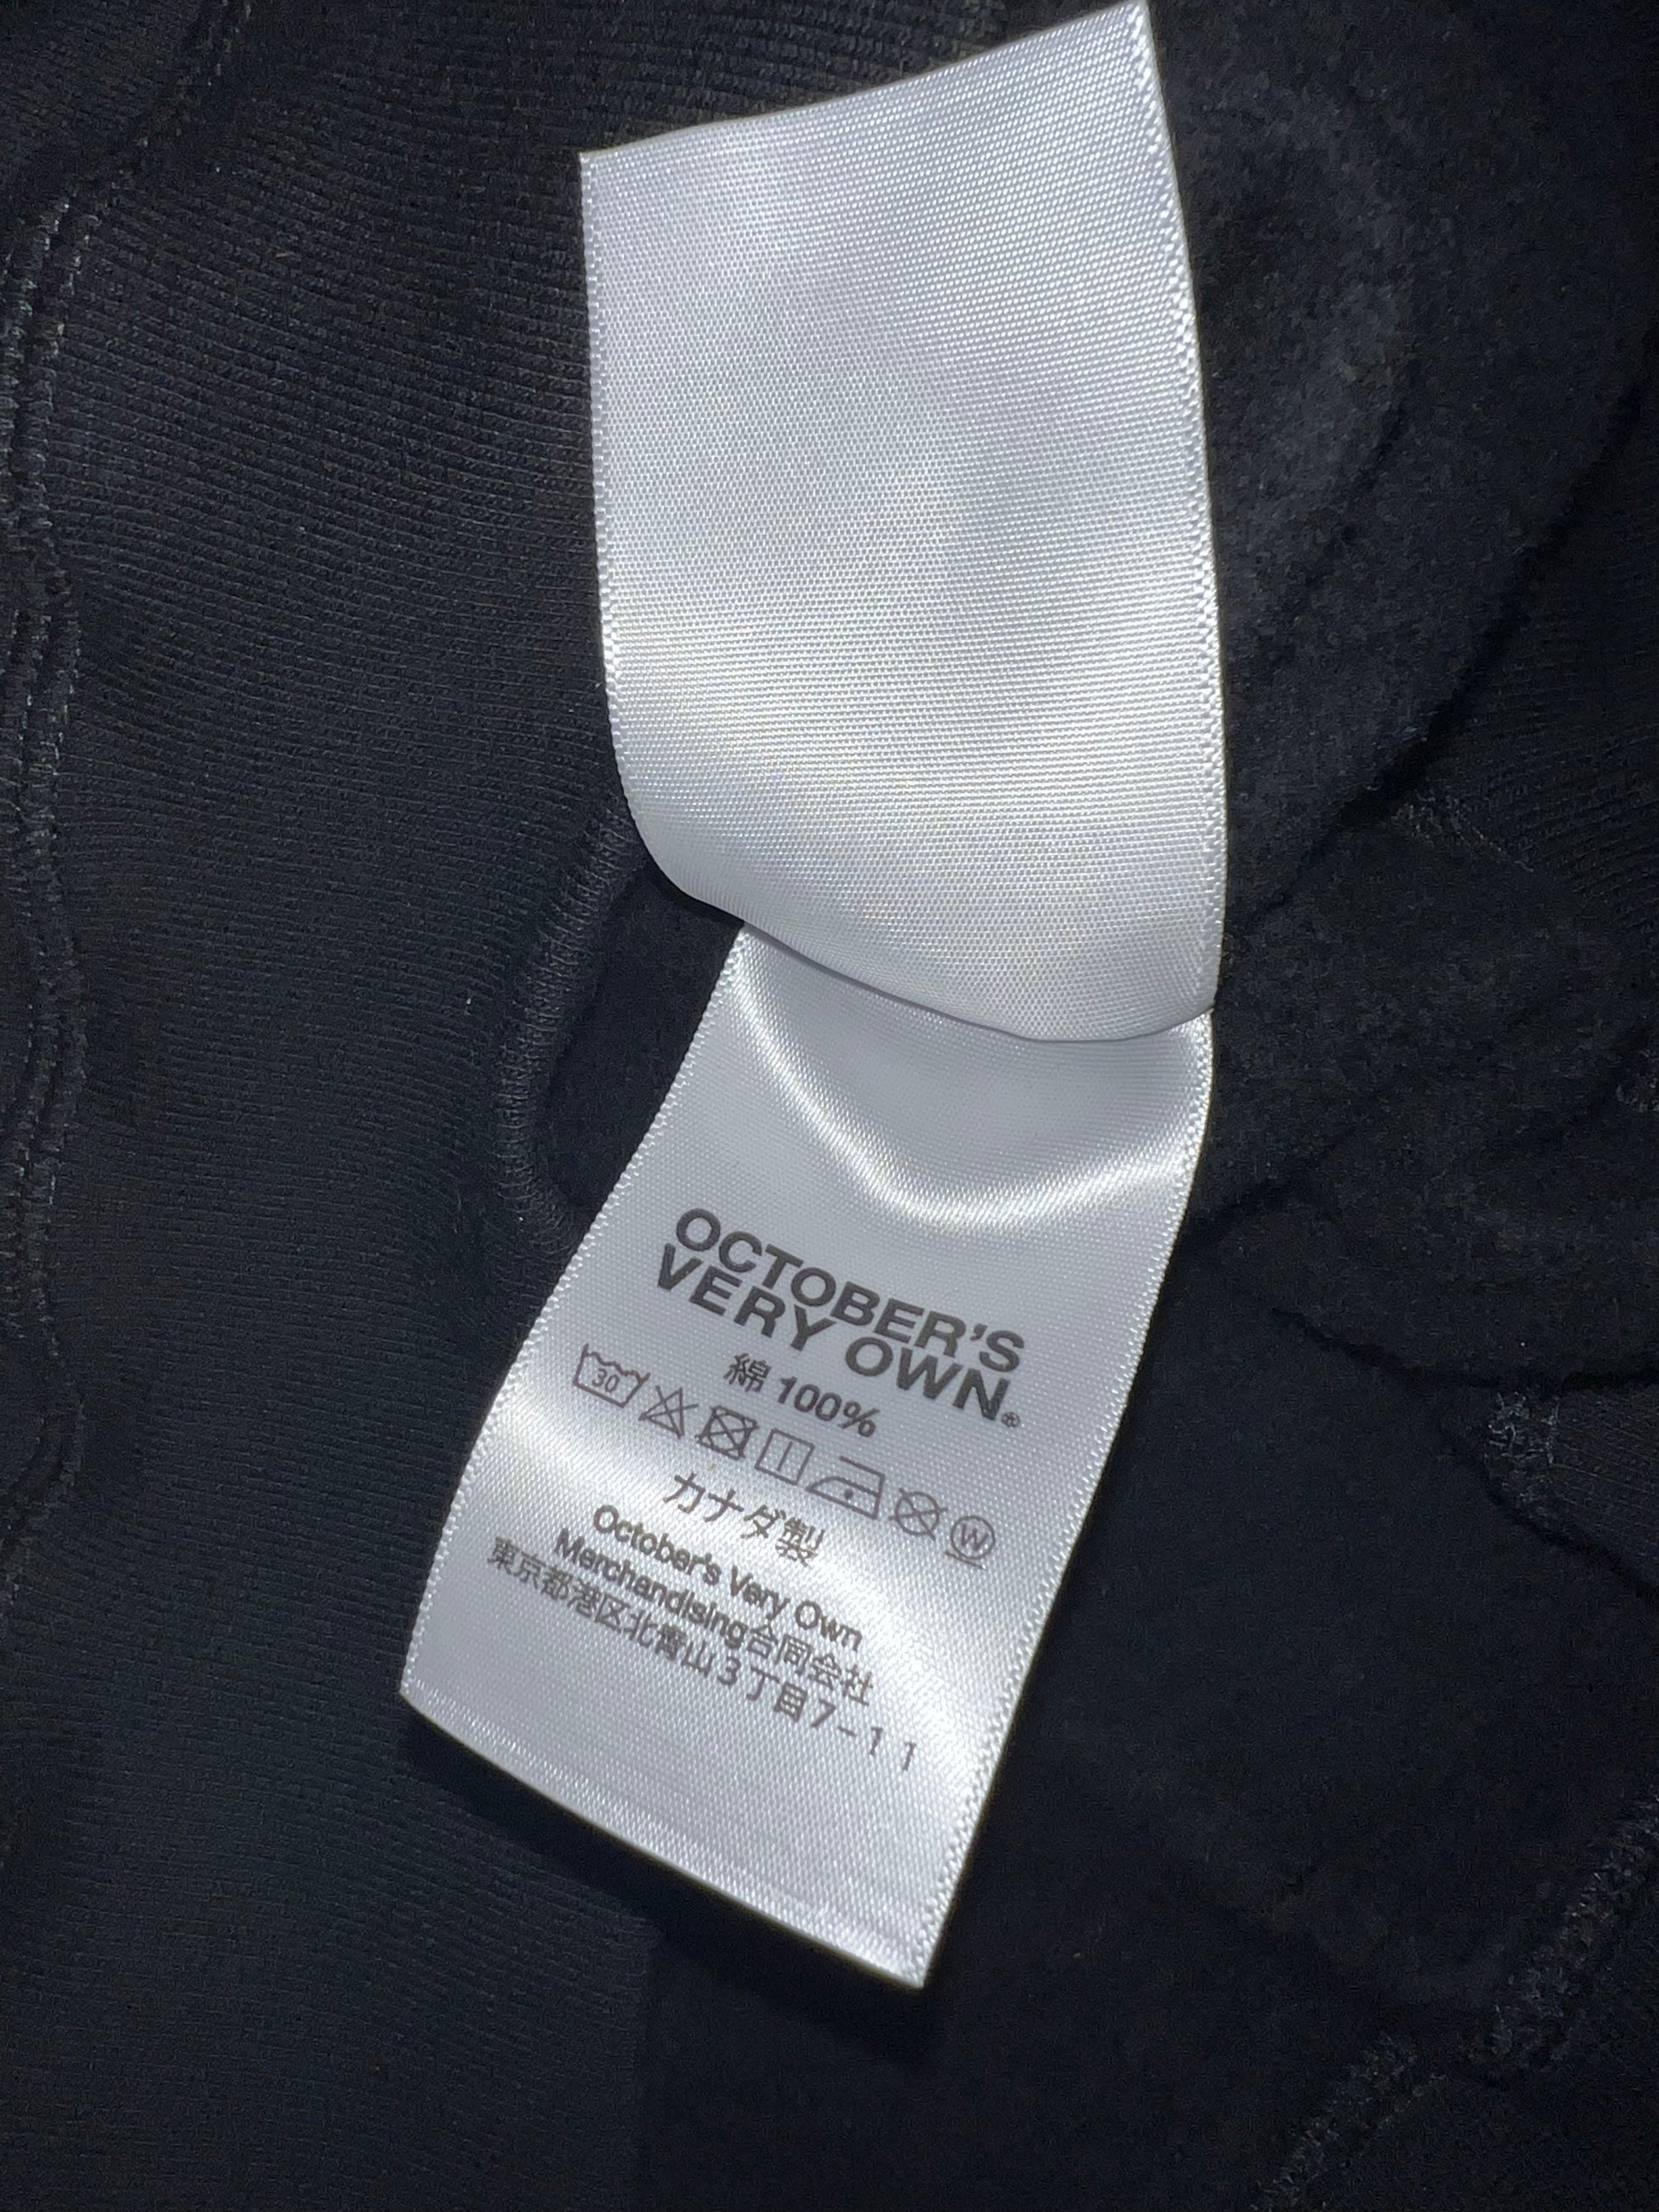 OCTOBER'S
VERY OWN.®
綿 100%
30 W
カナダ製
October's Very Own
Merchandising合同会社
東京都港区北青山3丁目7-11